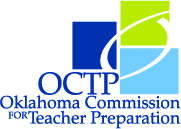 OCTP
Oklahoma Commission
FOR Teacher Preparation